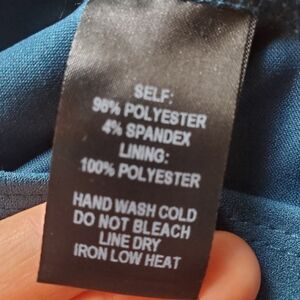 SELF:
96% POLYESTER
4% SPANDEX
LINING:
100% POLYESTER
HAND WASH COLD
DO NOT BLEACH
LINE DRY
IRON LOW HEAT